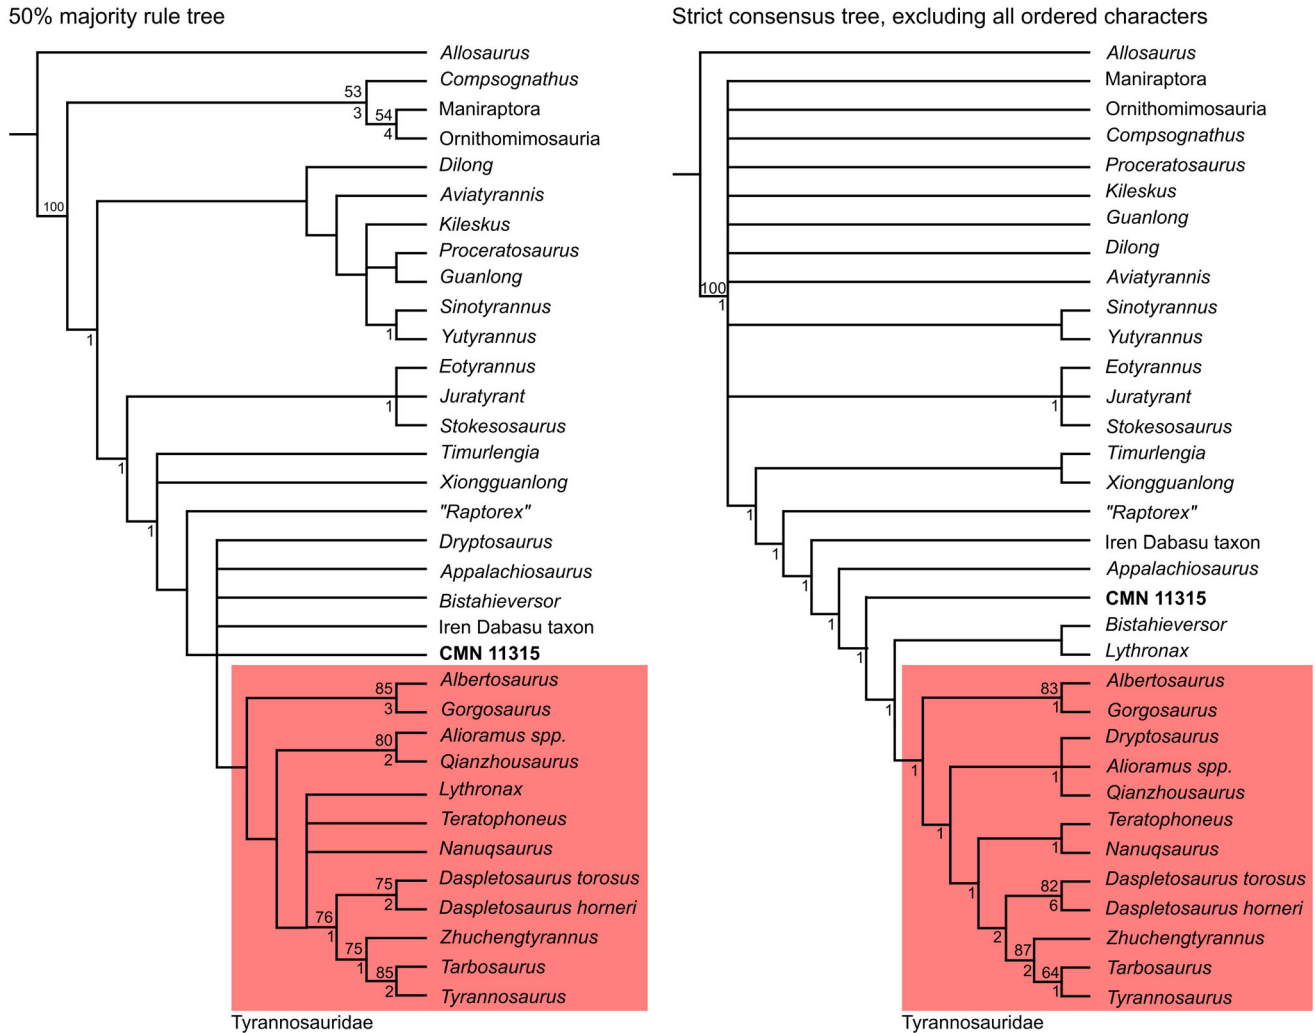 50% majority rule tree
Allosaurus
Compsognathus
53
3
54
Maniraptora
4
Ornithomimosauria
Dilong
Aviatyrannis
100
Kileskus
Proceratosaurus
Guanlong
Sinotyrannus
1
Yutyrannus
1
Eotyrannus
Juratyrant
1
Stokesosaurus
Timurlengia
1
Xiongguanlong
"Raptorex"
1
Dryptosaurus
Appalachiosaurus
Bistahieversor
Iren Dabasu taxon
CMN 11315
Albertosaurus
85
3
Gorgosaurus
Alioramus spp.
80
2
Qianzhousaurus
Lythronax
Teratophoneus
Nanuqsaurus
Daspletosaurus torosus
75
2
Daspletosaurus horneri
76
1
Zhuchengtyrannus
75
1
Tarbosaurus
85
2
Tyrannosaurus
Tyrannosauridae
Strict consensus tree, excluding all ordered characters
Allosaurus
Maniraptora
Ornithomimosauria
Compsognathus
Proceratosaurus
Kileskus
Guanlong
Dilong
Aviatyrannis
100
1
Sinotyrannus
Yutyrannus
Eotyrannus
Juratyrant
1
Stokesosaurus
Timurlengia
Xiongguanlong
1
"Raptorex"
1
Iren Dabasu taxon
1
Appalachiosaurus
1
CMN 11315
1
Bistahieversor
Lythronax
1
Albertosaurus
83
1
Gorgosaurus
Dryptosaurus
1
Alioramus spp.
1
Qianzhousaurus
Teratophoneus
1
1
Nanuqsaurus
Daspletosaurus torosus
1
82
6
Daspletosaurus horneri
2
Zhuchengtyrannus
87
2
Tarbosaurus
64
1
Tyrannosaurus
Tyrannosauridae